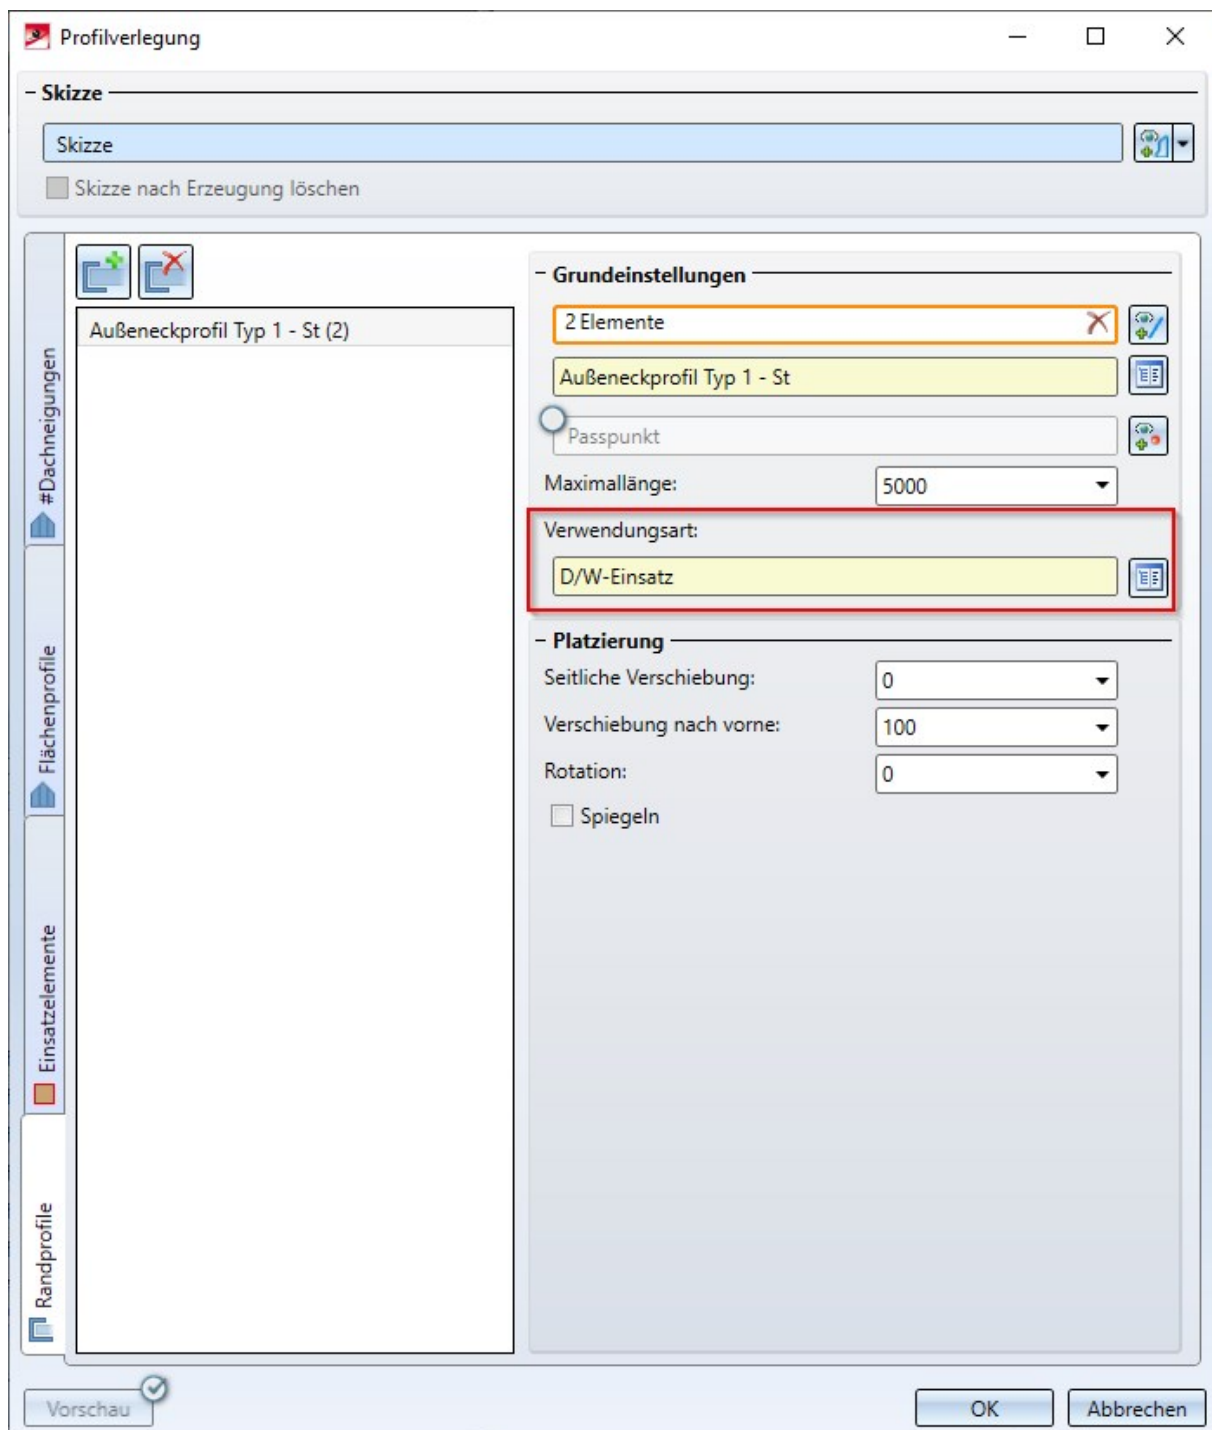 Profilverlegung
Skizze
Skizze
Skizze nach Erzeugung löschen
#Dachneigungen
Flächenprofile
Einsatzelemente
Randprofile
Außeneckprofil Typ 1 - St (2)
Grundeinstellungen
2 Elemente
Außeneckprofil Typ 1 - St
Passpunkt
Maximallänge: 5000
Verwendungsart:
D/W-Einsatz
Platzierung
Seitliche Verschiebung: 0
Verschiebung nach vorne: 100
Rotation: 0
Spiegeln
Vorschau OK Abbrechen